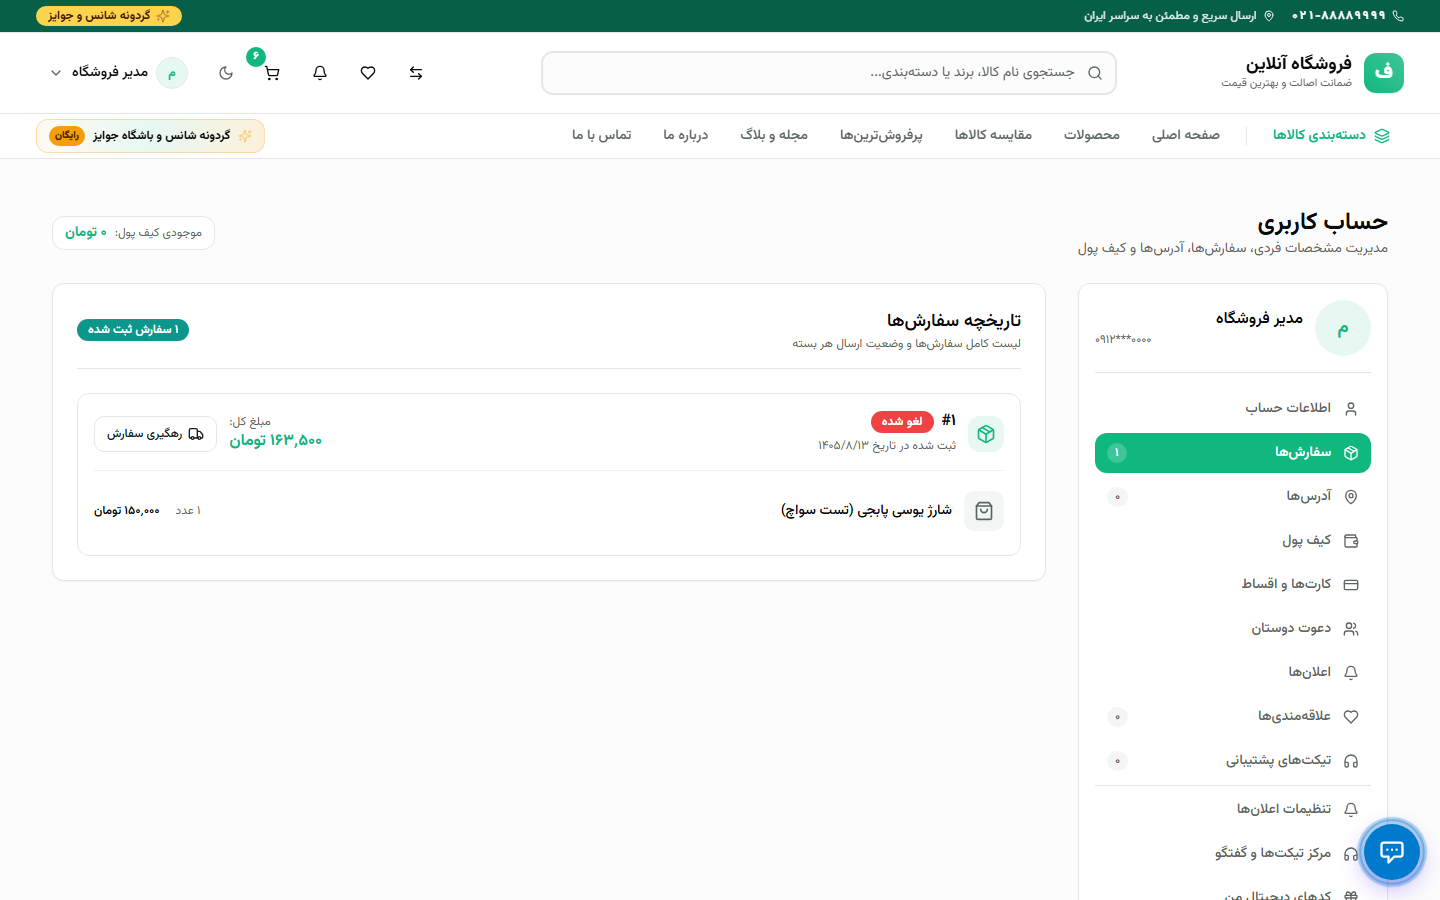 ۰۲۱-۸۸۸۸۹۹۹۹
ارسال سریع و مطمئن به سراسر ایران
گردونه شانس و جوایز
ف
فروشگاه آنلاین
ضمانت اصالت و بهترین قیمت
جستجوی نام کالا، برند یا دسته‌بندی...
۶
م
مدیر فروشگاه
دسته‌بندی کالاها
صفحه اصلی
محصولات
مقایسه کالاها
پرفروش‌ترین‌ها
مجله و بلاگ
درباره ما
تماس با ما
گردونه شانس و باشگاه جوایز
رایگان
حساب کاربری
مدیریت مشخصات فردی، سفارش‌ها، آدرس‌ها و کیف پول
موجودی کیف پول: ۰ تومان
م
مدیر فروشگاه
۰۹۱۲***۰۰۰۰
اطلاعات حساب
سفارش‌ها ۱
آدرس‌ها ۰
کیف پول
کارت‌ها و اقساط
دعوت دوستان
اعلان‌ها
علاقه‌مندی‌ها ۰
تیکت‌های پشتیبانی ۰
تنظیمات اعلان‌ها
مرکز تیکت‌ها و گفتگو
کدهای دیجیتال من
تاریخچه سفارش‌ها
لیست کامل سفارش‌ها و وضعیت ارسال هر بسته
۱ سفارش ثبت شده
#۱ لغو شده
ثبت شده در تاریخ ۱۴۰۵/۸/۱۳
مبلغ کل:
۱۶۳,۵۰۰ تومان
رهگیری سفارش
شارژ یوسی پابجی (تست سواچ)
۱ عدد
۱۵۰,۰۰۰ تومان